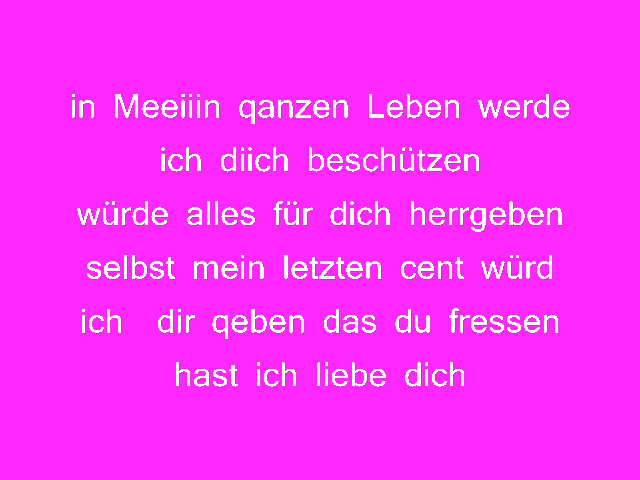 in Meeiiin qanzen Leben werde
ich diich beschützen
würde alles für dich herrgeben
selbst mein letzten cent würd
ich dir qeben das du fressen
hast ich liebe dich